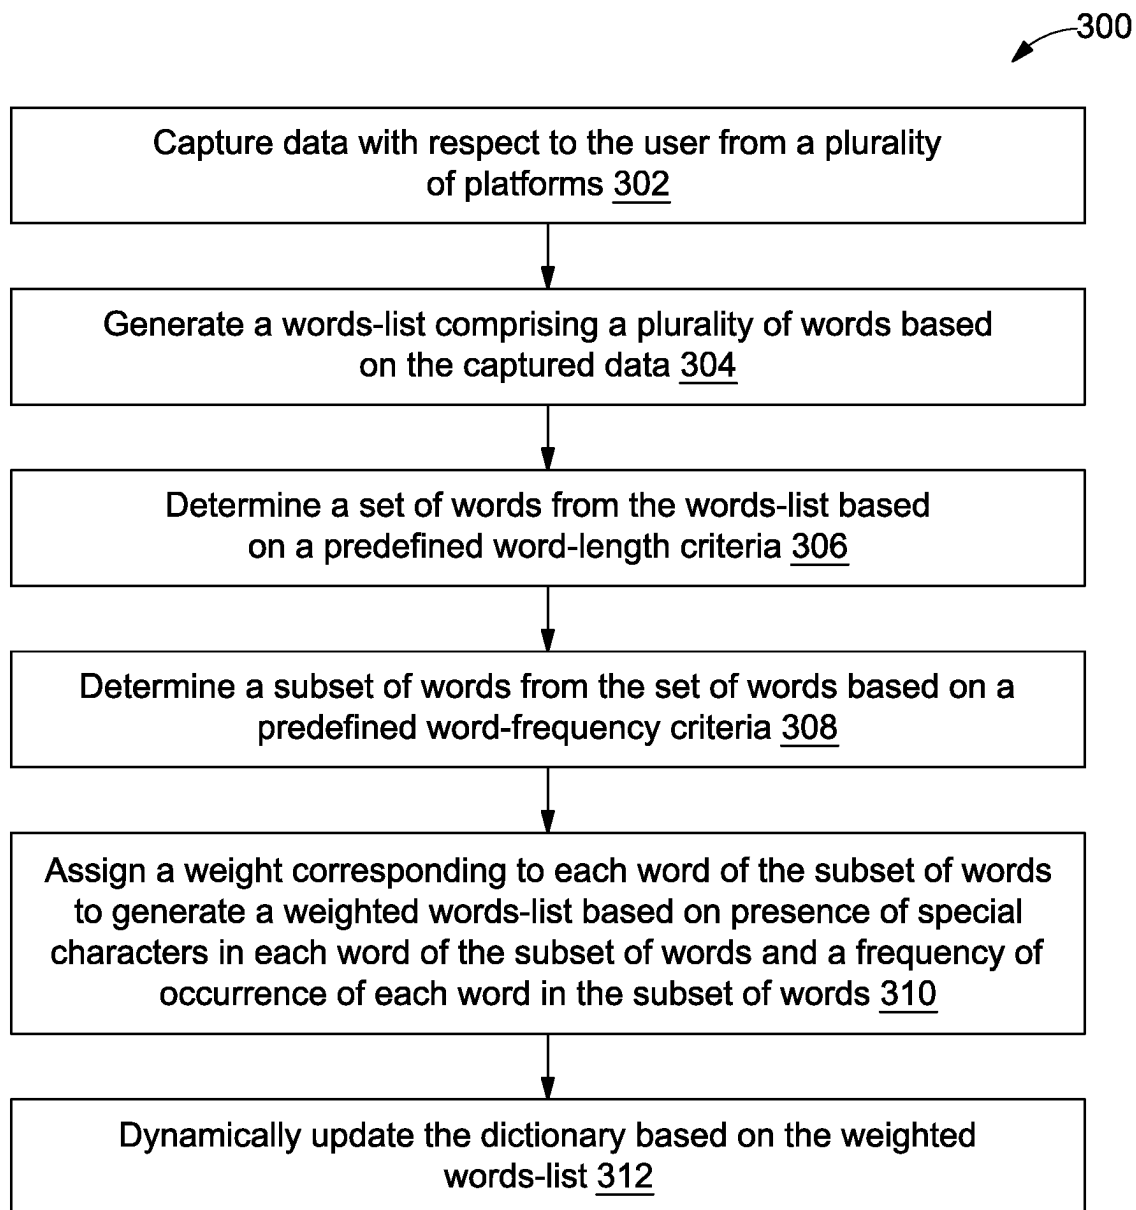 300
Capture data with respect to the user from a plurality
of platforms 302
Generate a words-list comprising a plurality of words based
on the captured data 304
Determine a set of words from the words-list based
on a predefined word-length criteria 306
Determine a subset of words from the set of words based on a
predefined word-frequency criteria 308
Assign a weight corresponding to each word of the subset of words
to generate a weighted words-list based on presence of special
characters in each word of the subset of words and a frequency of
occurrence of each word in the subset of words 310
Dynamically update the dictionary based on the weighted
words-list 312